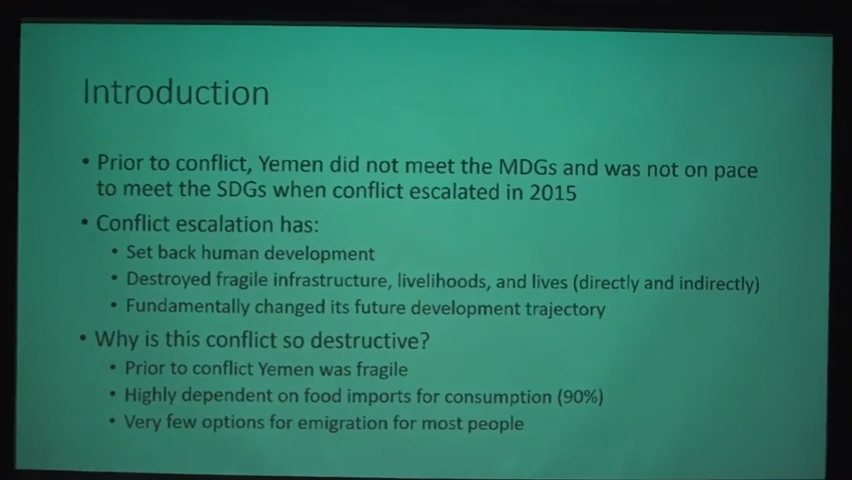 Introduction
• Prior to conflict, Yemen did not meet the MDGs and was not on pace
to meet the SDGs when conflict escalated in 2015
• Conflict escalation has:
• Set back human development
• Destroyed fragile infrastructure, livelihoods, and lives (directly and indirectly)
• Fundamentally changed its future development trajectory
• Why is this conflict so destructive?
• Prior to conflict Yemen was fragile
• Highly dependent on food imports for consumption (90%)
• Very few options for emigration for most people